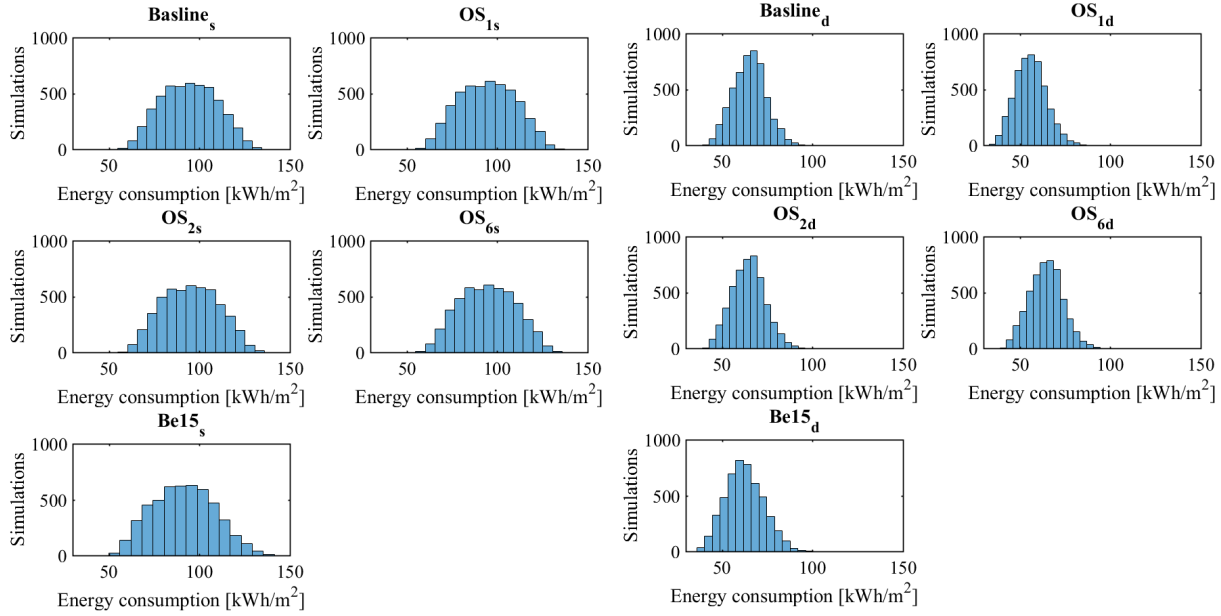 Basline_s
1000
500
0
Simulations
50 100 150
Energy consumption [kWh/m^2]
OS_1s
1000
500
0
Simulations
50 100 150
Energy consumption [kWh/m^2]
Basline_d
1000
500
0
Simulations
50 100 150
Energy consumption [kWh/m^2]
OS_1d
1000
500
0
Simulations
50 100 150
Energy consumption [kWh/m^2]
OS_2s
1000
500
0
Simulations
50 100 150
Energy consumption [kWh/m^2]
OS_6s
1000
500
0
Simulations
50 100 150
Energy consumption [kWh/m^2]
OS_2d
1000
500
0
Simulations
50 100 150
Energy consumption [kWh/m^2]
OS_6d
1000
500
0
Simulations
50 100 150
Energy consumption [kWh/m^2]
Be15_s
1000
500
0
Simulations
50 100 150
Energy consumption [kWh/m^2]
Be15_d
1000
500
0
Simulations
50 100 150
Energy consumption [kWh/m^2]